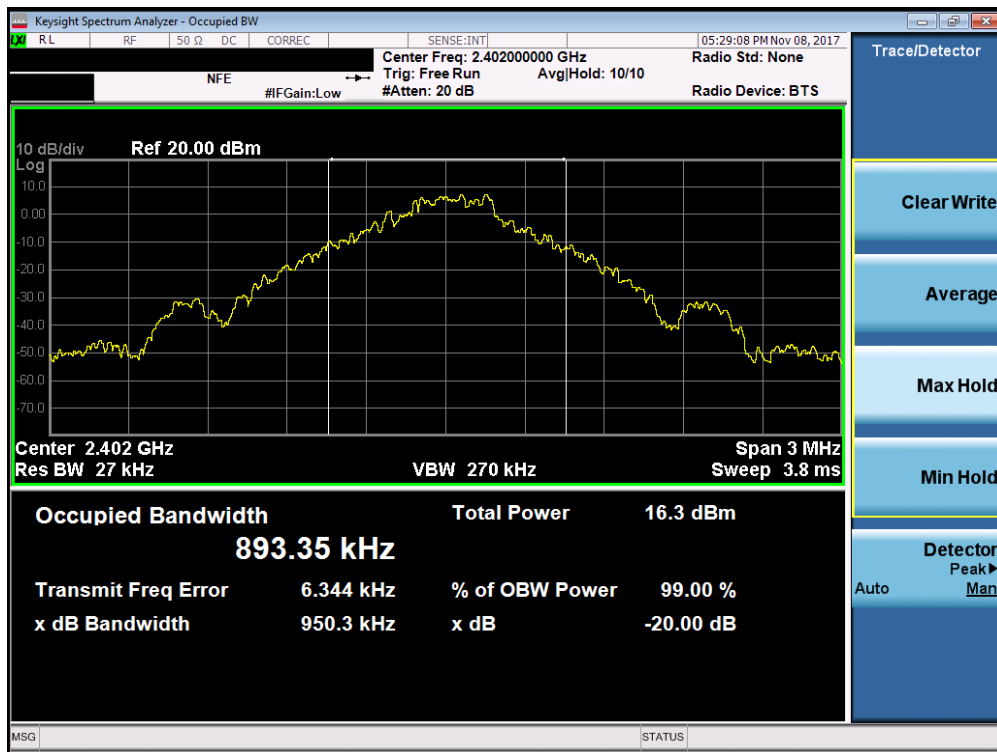 Keysight Spectrum Analyzer - Occupied BW
LXI RL RF 50 Ω DC CORREC SENSE:INT 05:29:08 PM Nov 08, 2017
Center Freq: 2.402000000 GHz Radio Std: None
NFE Trig: Free Run Avg|Hold: 10/10
#IFGain:Low #Atten: 20 dB Radio Device: BTS
Trace/Detector
10 dB/div Ref 20.00 dBm
Log
10.0
0.00
-10.0
-20.0
-30.0
-40.0
-50.0
-60.0
-70.0
Center 2.402 GHz Span 3 MHz
Res BW 27 kHz VBW 270 kHz Sweep 3.8 ms
Occupied Bandwidth Total Power 16.3 dBm
893.35 kHz
Transmit Freq Error 6.344 kHz % of OBW Power 99.00 %
x dB Bandwidth 950.3 kHz x dB -20.00 dB
Clear Write
Average
Max Hold
Min Hold
Detector
Peak▶
Auto Man
MSG STATUS